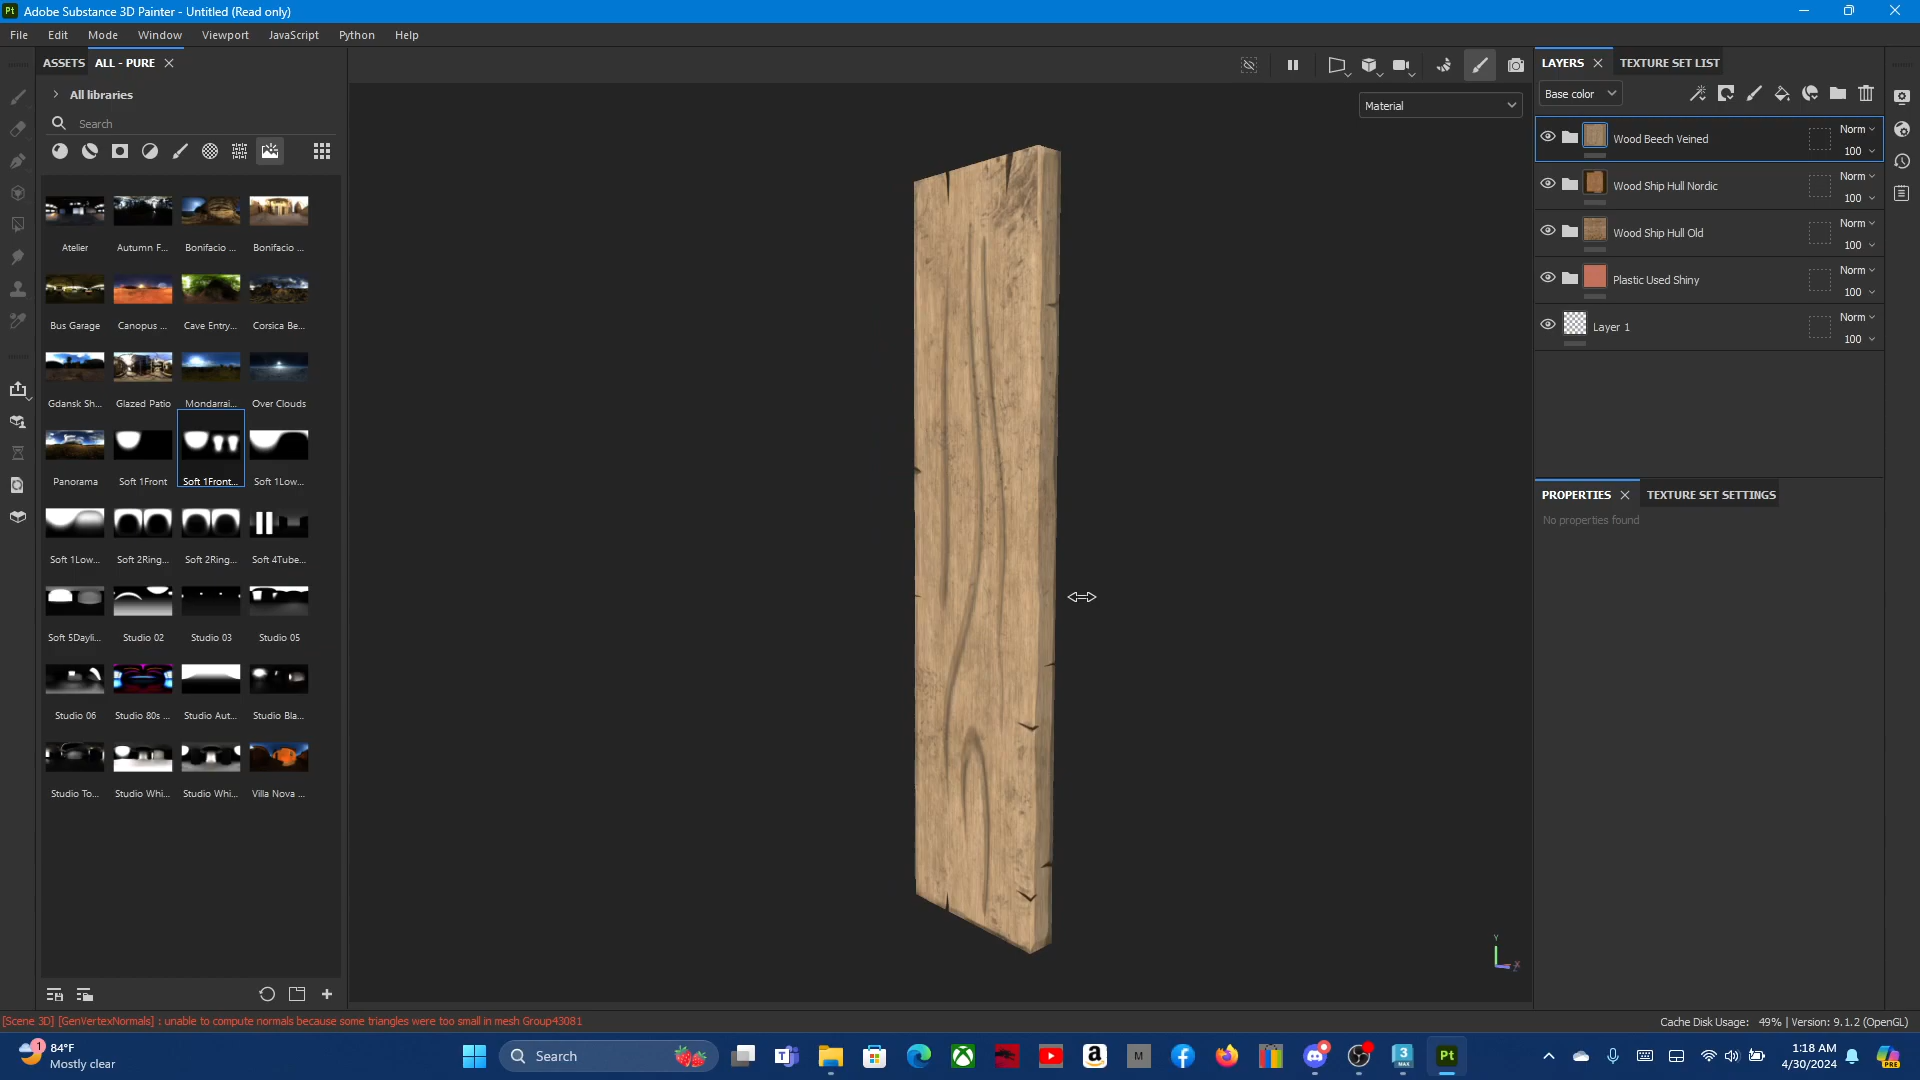 Pt Adobe Substance 3D Painter - Untitled (Read only)
File Edit Mode Window Viewport JavaScript Python Help
ASSETS ALL - PURE
All libraries
Search
Atelier Autumn F... Bonifacio ... Bonifacio ...
Bus Garage Canopus ... Cave Entry... Corsica Be...
Gdansk Sh... Glazed Patio Mondarrai... Over Clouds
Panorama Soft 1Front Soft 1Front... Soft 1Low...
Soft 1Low... Soft 2Ring... Soft 2Ring... Soft 4Tube...
Soft 5Dayli... Studio 02 Studio 03 Studio 05
Studio 06 Studio 80s ... Studio Aut... Studio Bla...
Studio To... Studio Whi... Studio Whi... Villa Nova ...
Material
Y
X
LAYERS TEXTURE SET LIST
Base color
Wood Beech Veined Norm
100
Wood Ship Hull Nordic Norm
100
Wood Ship Hull Old Norm
100
Plastic Used Shiny Norm
100
Layer 1 Norm
100
PROPERTIES TEXTURE SET SETTINGS
No properties found
[Scene 3D] [GenVertexNormals] : unable to compute normals because some triangles were too small in mesh Group43081
Cache Disk Usage: 49% | Version: 9.1.2 (OpenGL)
1
84°F
Mostly clear
Search
M
3
MAX
Pt
1:18 AM
4/30/2024
PRE